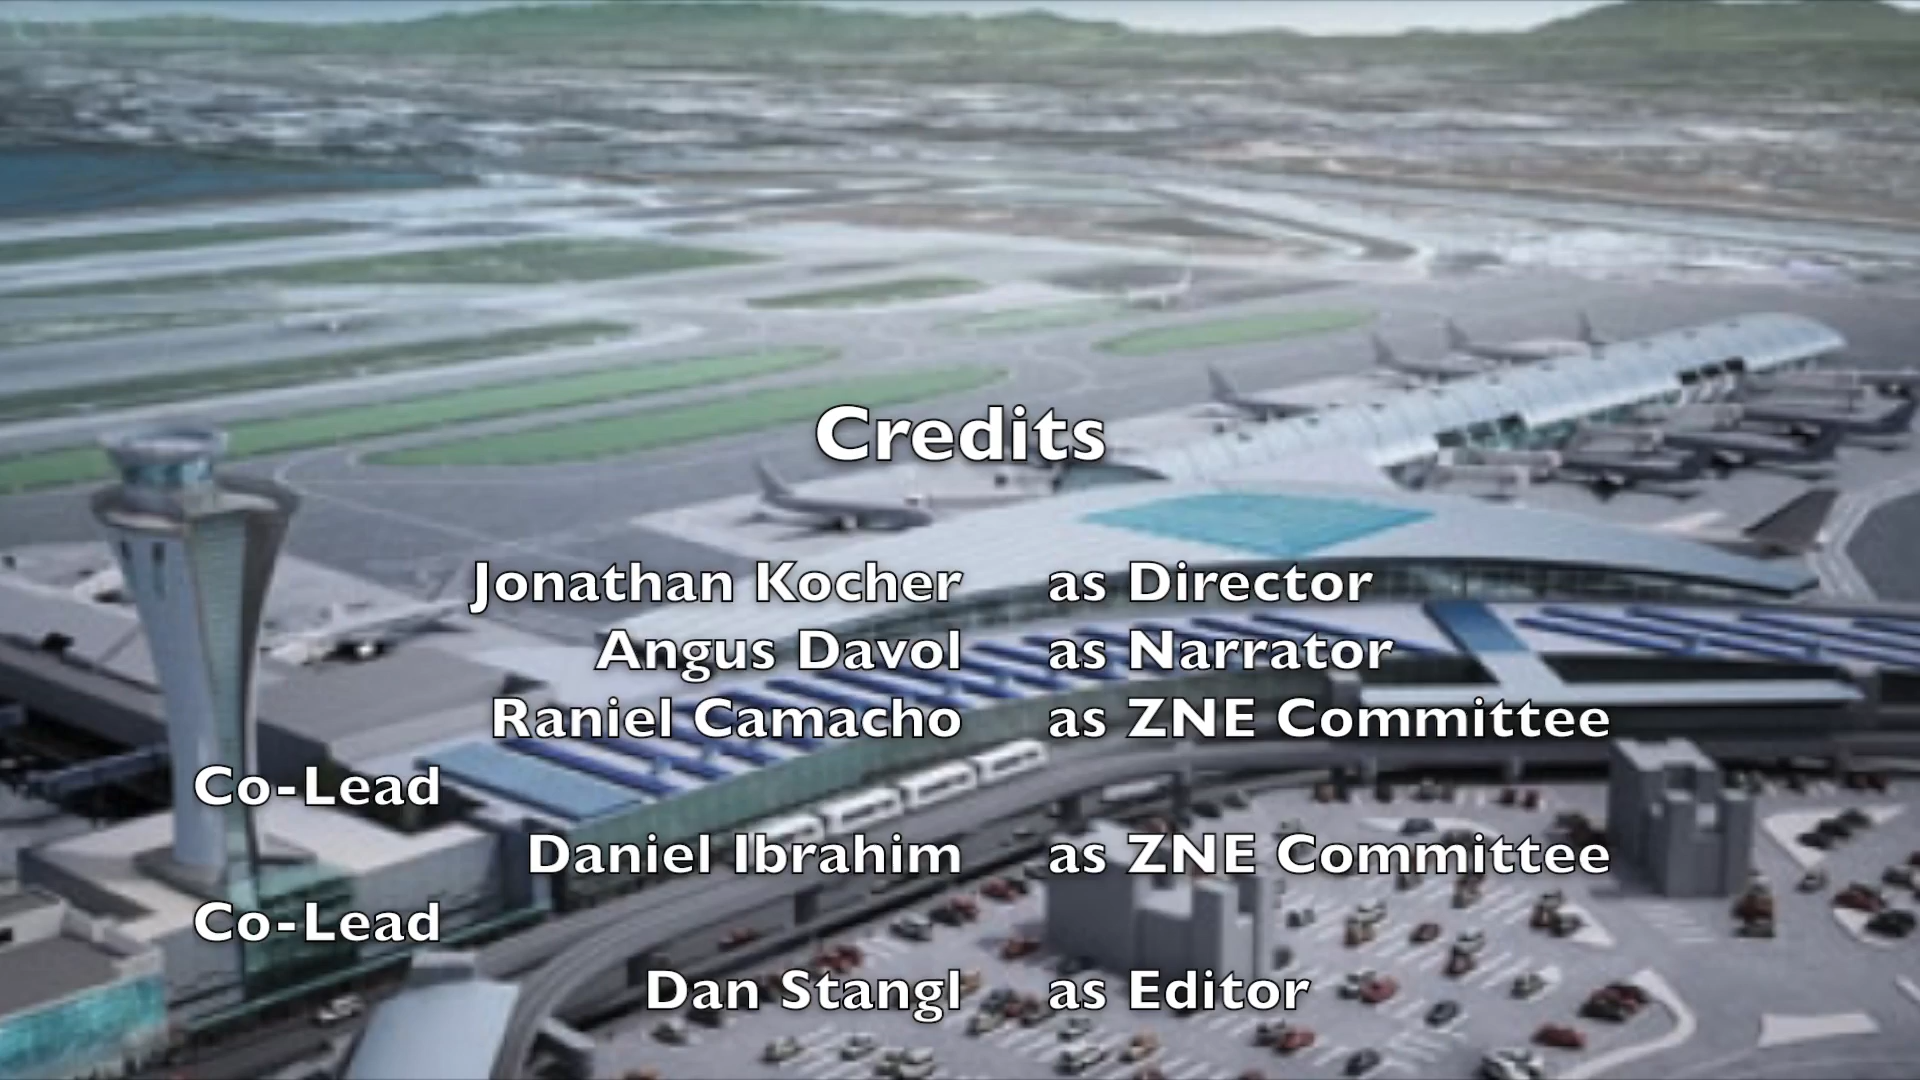 Credits
Jonathan Kocher as Director
Angus Davol as Narrator
Raniel Camacho as ZNE Committee
Co-Lead
Daniel Ibrahim as ZNE Committee
Co-Lead
Dan Stangl as Editor